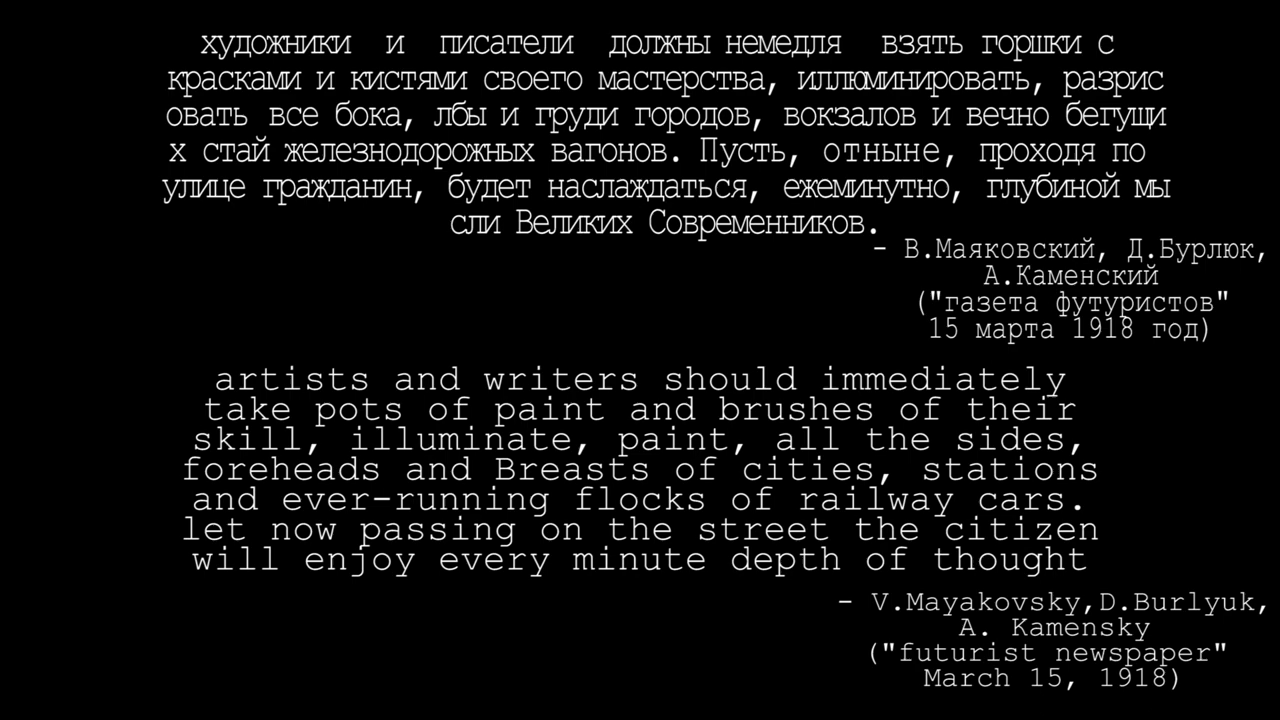 художники и писатели должны немедля взять горшки с
красками и кистями своего мастерства, иллюминировать, разрис
овать все бока, лбы и груди городов, вокзалов и вечно бегущи
х стай железнодорожных вагонов. Пусть, отныне, проходя по
улице гражданин, будет наслаждаться, ежеминутно, глубиной мы
сли Великих Современников.
- В.Маяковский, Д.Бурлюк,
А.Каменский
("газета футуристов"
15 марта 1918 год)
artists and writers should immediately
take pots of paint and brushes of their
skill, illuminate, paint, all the sides,
foreheads and Breasts of cities, stations
and ever-running flocks of railway cars.
let now passing on the street the citizen
will enjoy every minute depth of thought
- V.Mayakovsky,D.Burlyuk,
A. Kamensky
("futurist newspaper"
March 15, 1918)